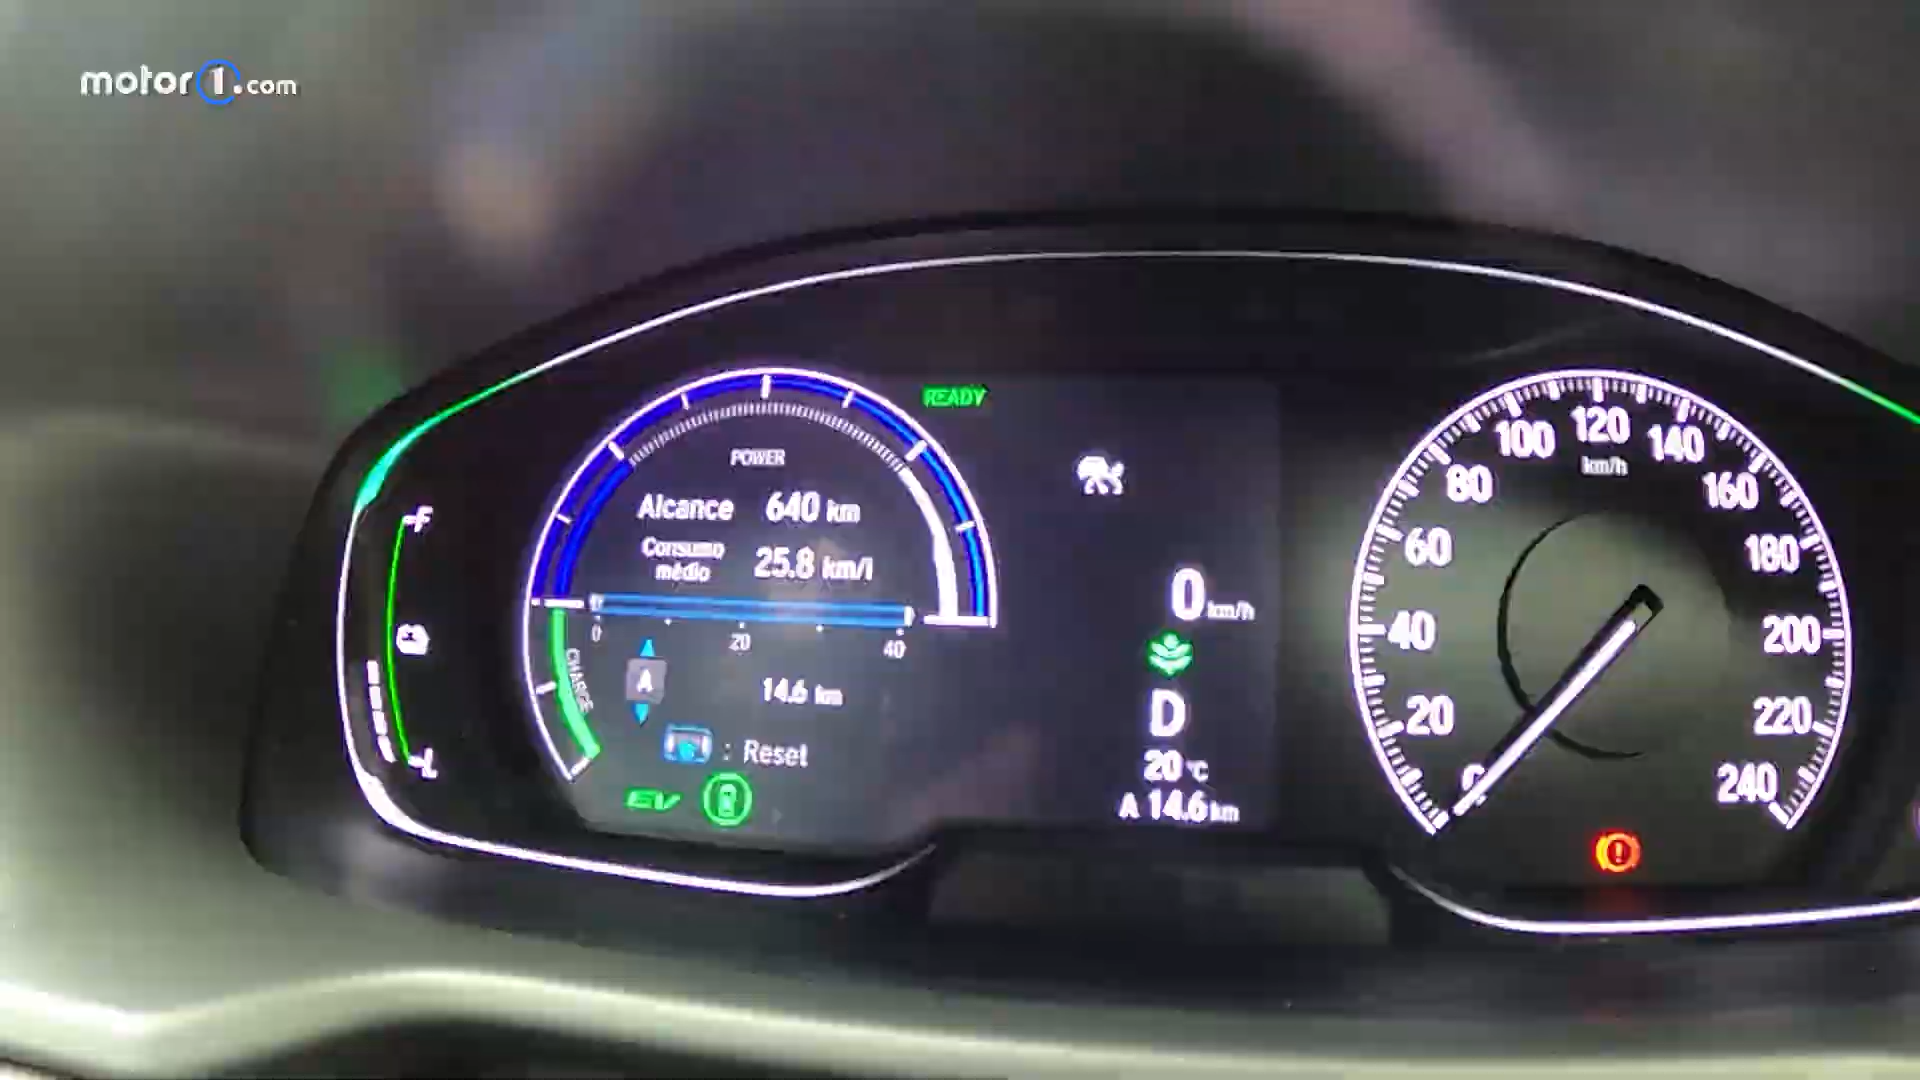 motor1.com
READY
POWER
Alcance 640 km
Consumo
médio
25.8 km/l
0 20 40
CHARGE
A 14.6 km
: Reset
EV
F
L
0 km/h
D
20 °C
A 14.6 km
0 20 40 60 80 100 120 140 160 180 200 220 240
km/h